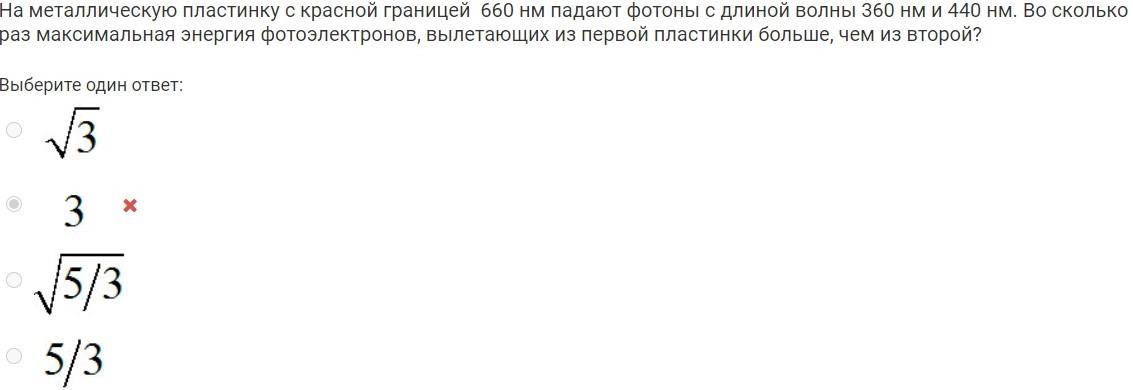 На металлическую пластинку с красной границей 660 нм падают фотоны с длиной волны 360 нм и 440 нм. Во сколько
раз максимальная энергия фотоэлектронов, вылетающих из первой пластинки больше, чем из второй?
Выберите один ответ:
√3
3
√5/3
5/3